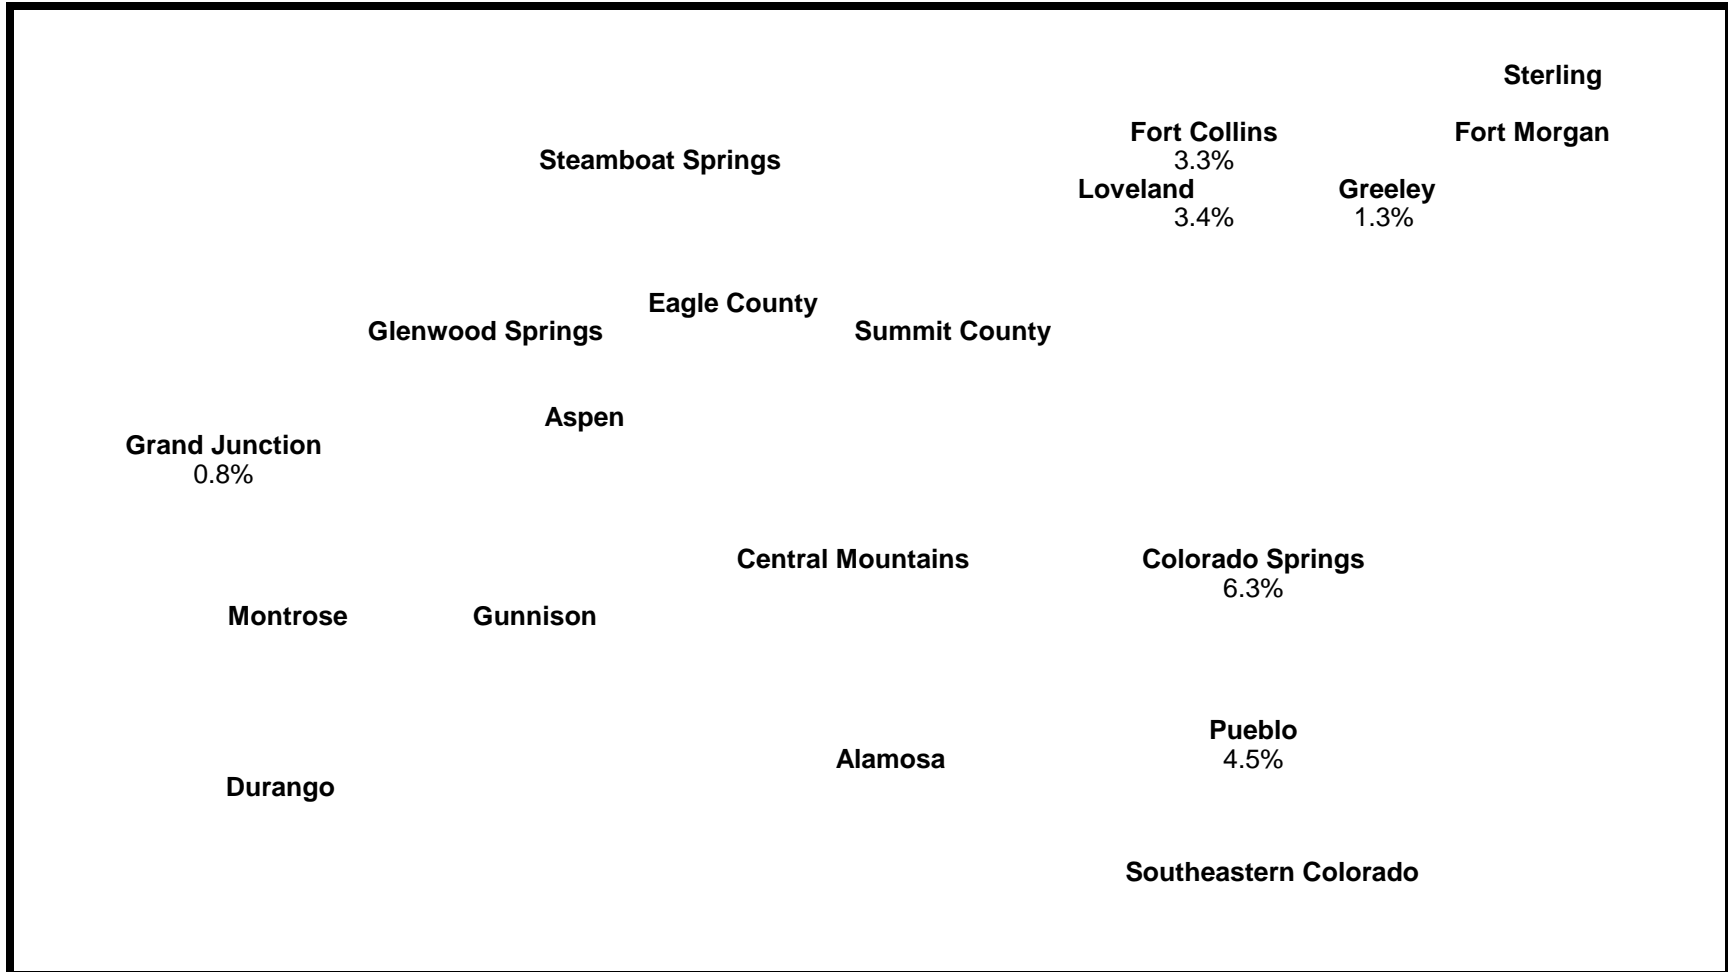 Sterling
Fort Collins
Fort Morgan
Steamboat Springs
3.3%
Loveland
Greeley
3.4%
1.3%
Eagle County
Glenwood Springs
Summit County
Aspen
Grand Junction
0.8%
Central Mountains
Colorado Springs
6.3%
Montrose
Gunnison
Pueblo
Alamosa
4.5%
Durango
Southeastern Colorado